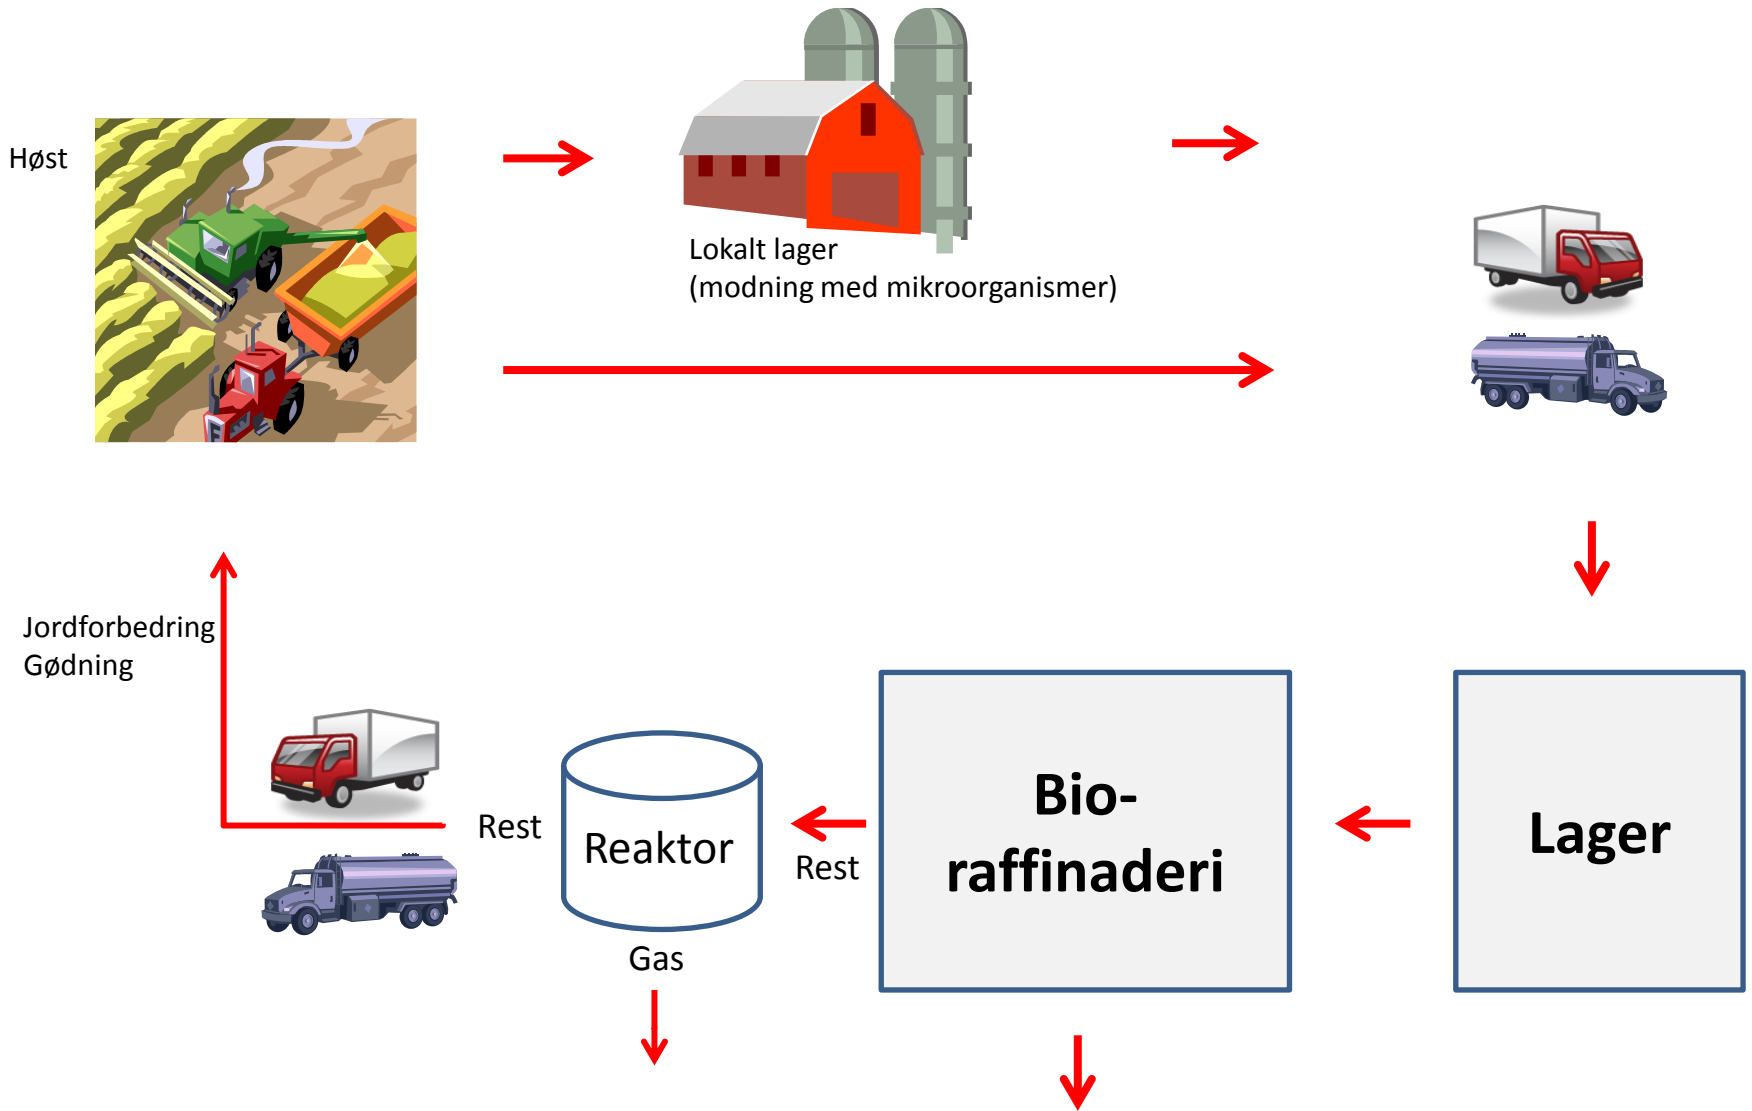 Høst
Lokalt lager
(modning med mikroorganismer)
Jordforbedring
Gødning
Rest
Reaktor
Gas
Rest
Bio-
raffinaderi
Lager